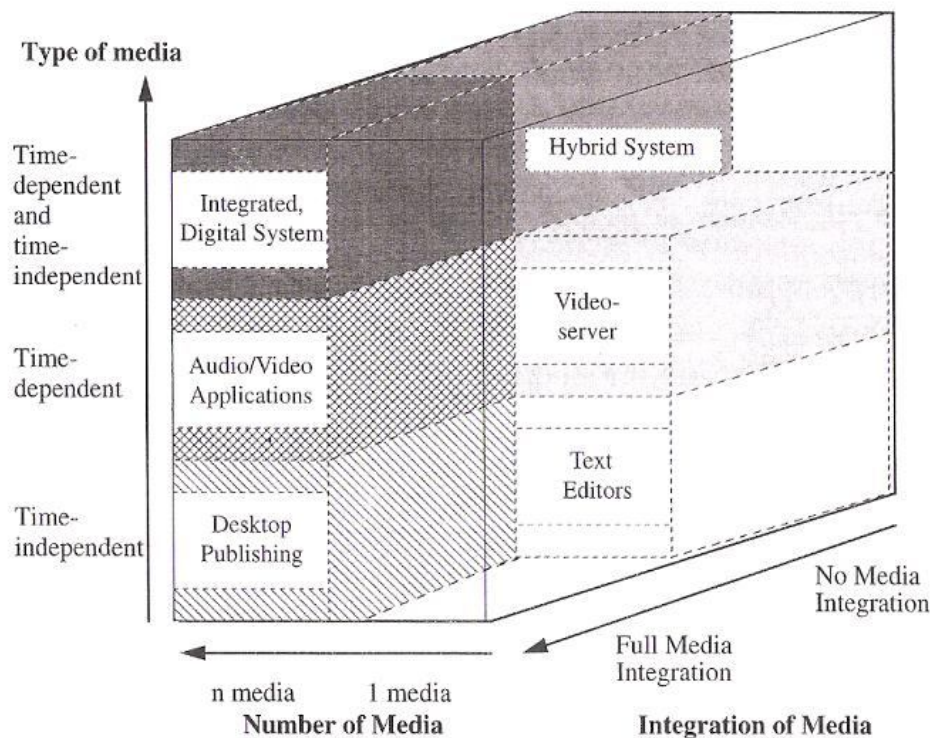 Type of media
Time-
dependent
and
time-
independent
Integrated,
Digital System
Hybrid System
Time-
dependent
Audio/Video
Applications
Video-
server
Time-
independent
Desktop
Publishing
Text
Editors
No Media
Integration
Full Media
Integration
n media
1 media
Number of Media
Integration of Media